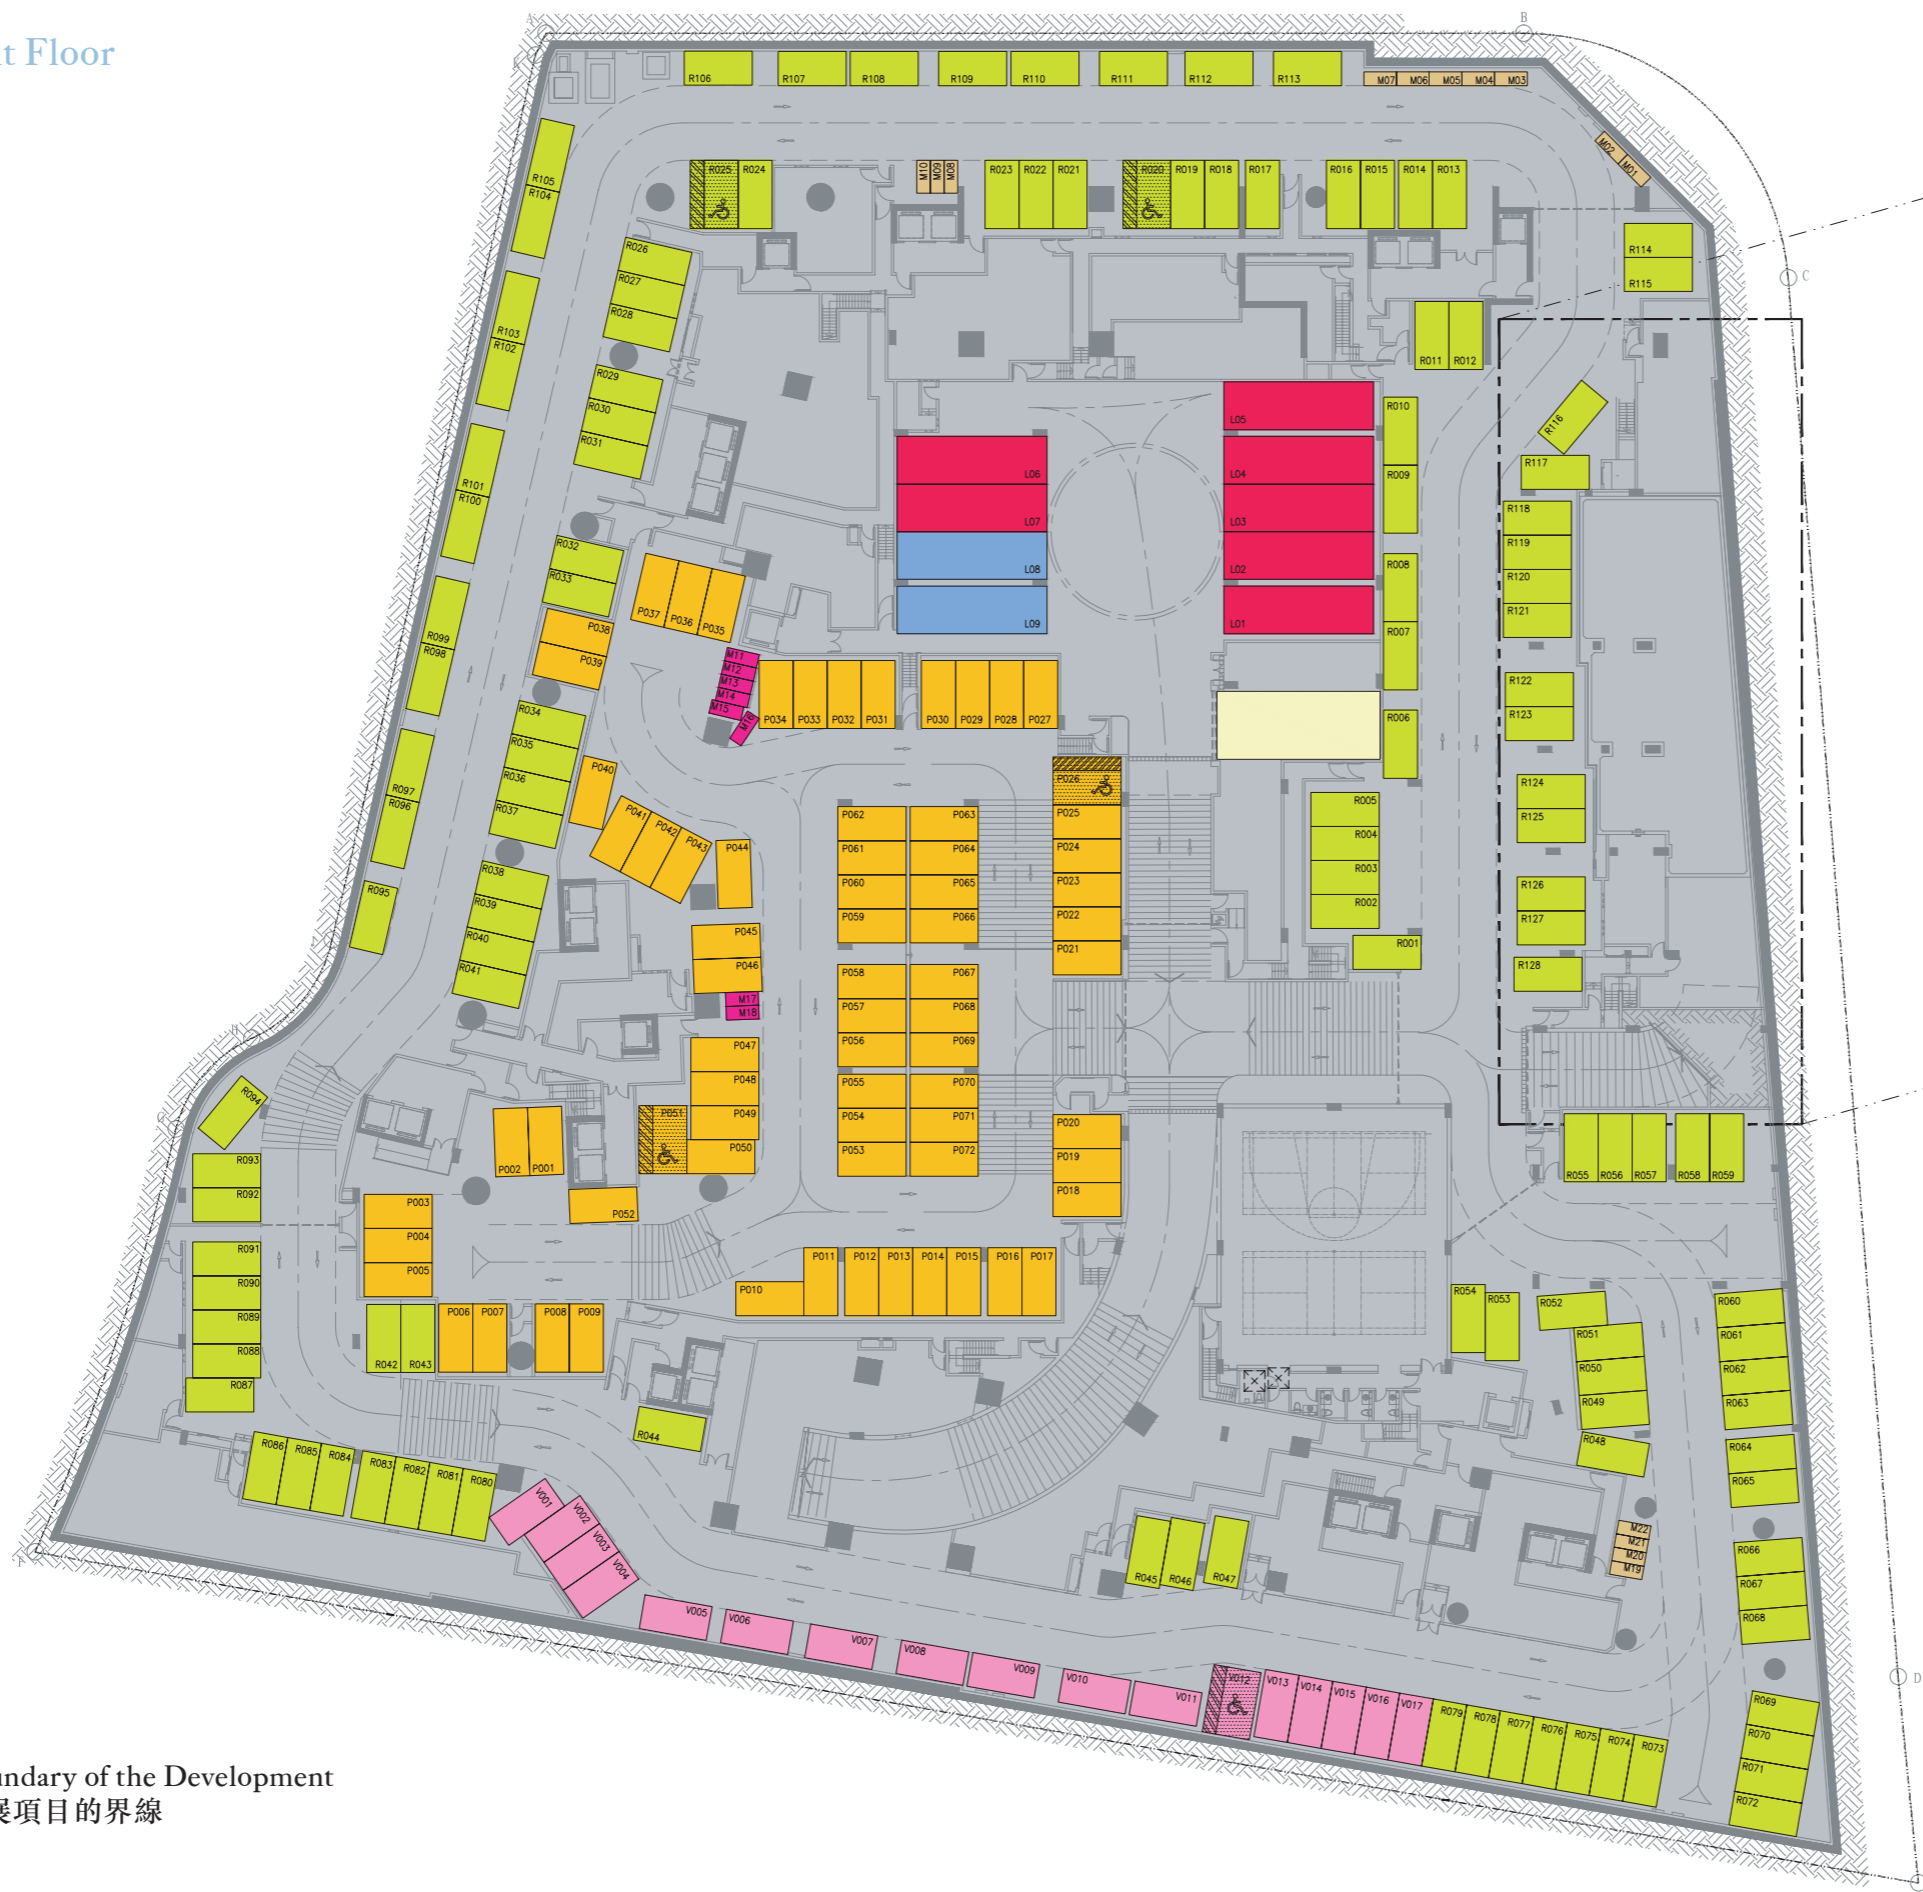 t Floor
A
B
R106 R107 R108 R109 R110 R111 R112 R113 M07 M06 M05 M04 M03
M02 M01
R105
R104
R025 R024 M10 M09 M08 R023 R022 R021 R020 R019 R018 R017 R016 R015 R014 R013
R114
R115
C
R026
R027
R028
R103
R102
R011 R012
R029
R030
R031
L05
R010
R116
L06
L04
R009
R117
R101
R100
L07
L03
R118
R032
R033
L08
L02
R008
R119
R120
R121
P037 P036 P035
L09
L01
R007
R099
R098
P038
P039
M11
M12
M13
M14
M15
M16
P034 P033 P032 P031 P030 P029 P028 P027
R122
R123
R006
R034
R035
R036
R037
R097
R096
P040
P041 P042 P043 P044
P026
P025
P024
P023
P022
P021
P062 P063
P061 P064
P060 P065
P059 P066
R005
R004
R003
R002
R001
R124
R125
R126
R127
R128
R095
R038
R039
R040
R041
P045
P046
M17
M18
P058 P067
P057 P068
P056 P069
P055 P070
P054 P071
P053 P072
H
G
R094
P047
P048
P049
P050
P051
P002 P001
P052
P020
P019
P018
R055 R056 R057 R058 R059
R093
R092
P003
P004
P005
R091
R090
R089
R088
R087
P010 P011 P012 P013 P014 P015 P016 P017
R042 R043 P006 P007 P008 P009
R054 R053 R052
R051
R050
R049
R048
R060
R061
R062
R063
R064
R065
R044
R086 R085 R084 R083 R082 R081 R080
V001
V002
V003
V004
F
R045 R046 R047
M22
M21
M20
M19
R066
R067
R068
V005 V006 V007 V008 V009 V010 V011 V012 V013 V014 V015 V016 V017
R079 R078 R077 R076 R075 R074 R073
D
R069
R070
R071
R072
undary of the Development
展項目的界線